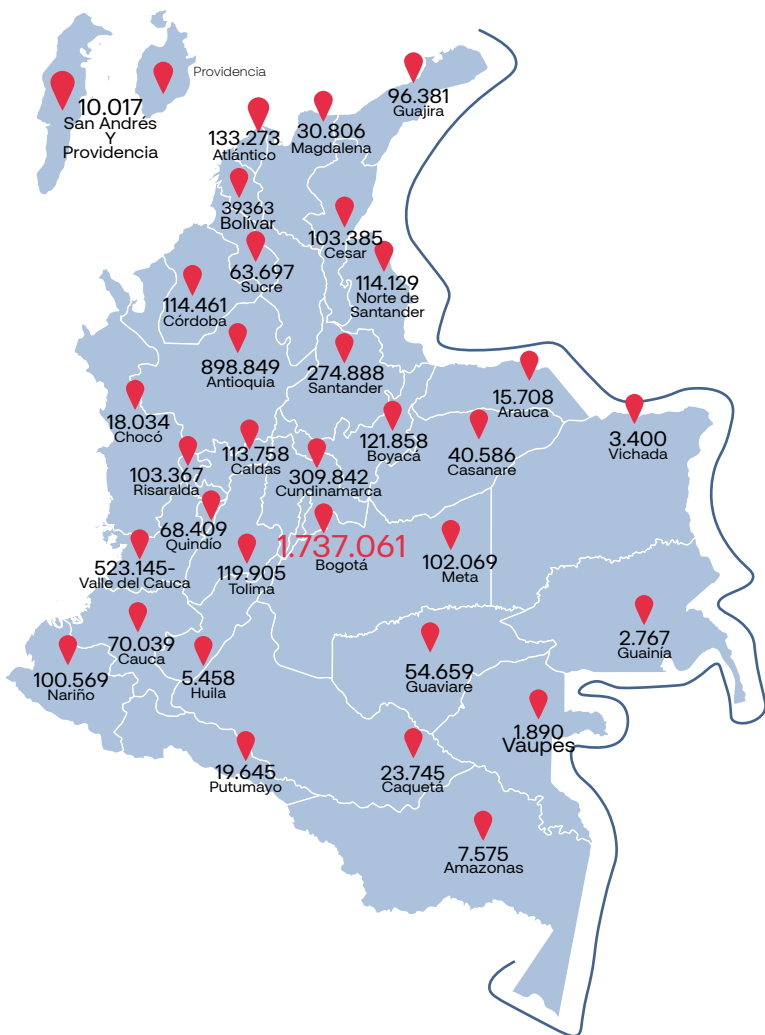 Providencia
10.017
San Andrés
Y
Providencia
96.381
Guajira
133.273
Atlántico
30.806
Magdalena
39363
Bolívar
103.385
Cesar
63.697
Sucre
114.129
Norte de
Santander
114.461
Córdoba
898.849
Antioquia
274.888
Santander
15.708
Arauca
18.034
Chocó
113.758
Caldas
121.858
Boyacá
40.586
Casanare
3.400
Vichada
103.367
Risaralda
309.842
Cundinamarca
68.409
Quindío
1.737.061
Bogotá
102.069
Meta
523.145-
Valle del Cauca
119.905
Tolima
70.039
Cauca
2.767
Guainía
100.569
Nariño
5.458
Huila
54.659
Guaviare
1.890
Vaupés
19.645
Putumayo
23.745
Caquetá
7.575
Amazonas